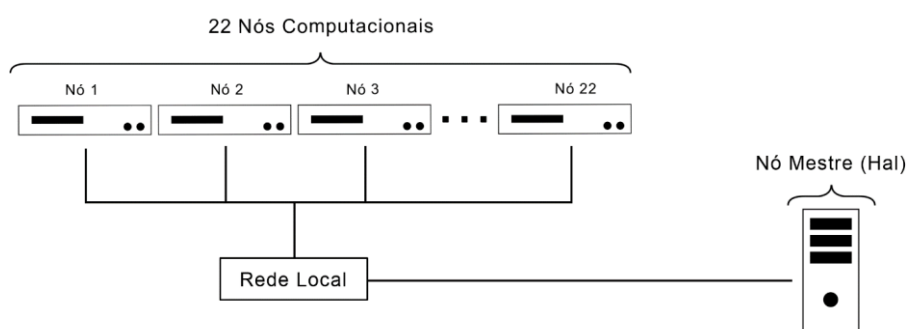 22 Nós Computacionais
Nó 1 Nó 2 Nó 3 Nó 22
Nó Mestre (Hal)
Rede Local